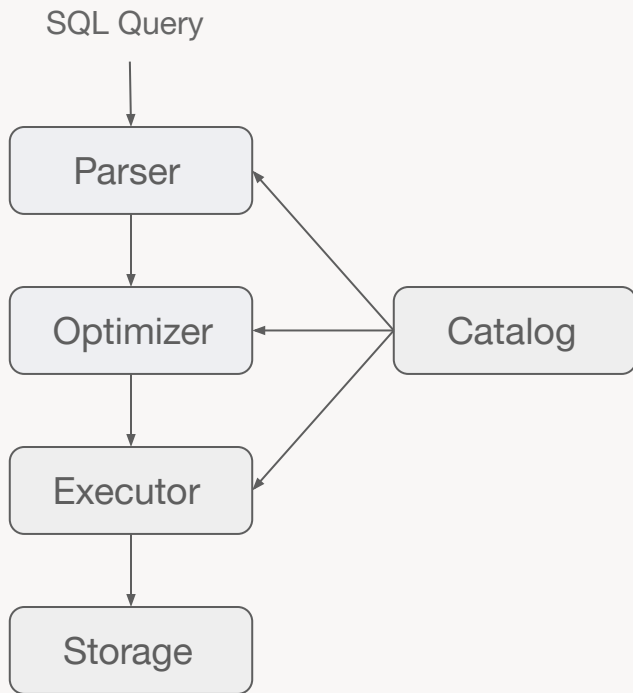 SQL Query
Parser
Optimizer
Catalog
Executor
Storage